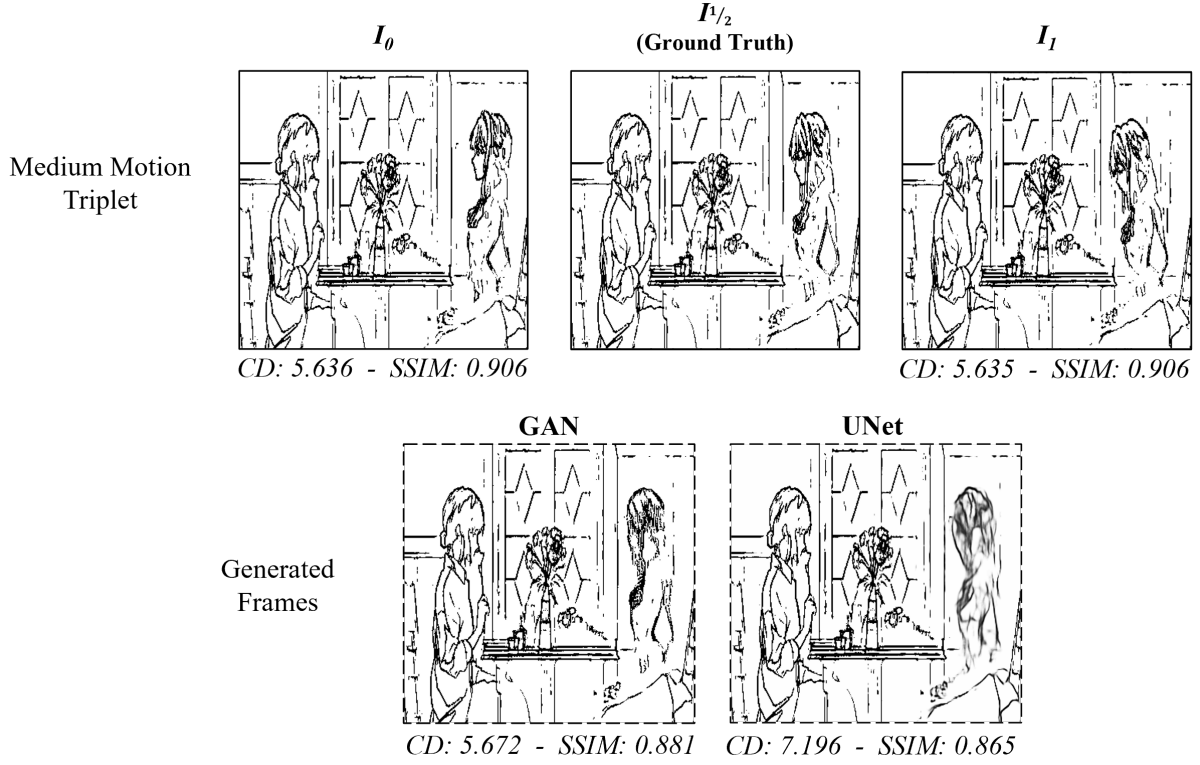 I0
I1/2
(Ground Truth)
I1
Medium Motion
Triplet
CD: 5.636 - SSIM: 0.906
CD: 5.635 - SSIM: 0.906
GAN
UNet
Generated
Frames
CD: 5.672 - SSIM: 0.881
CD: 7.196 - SSIM: 0.865